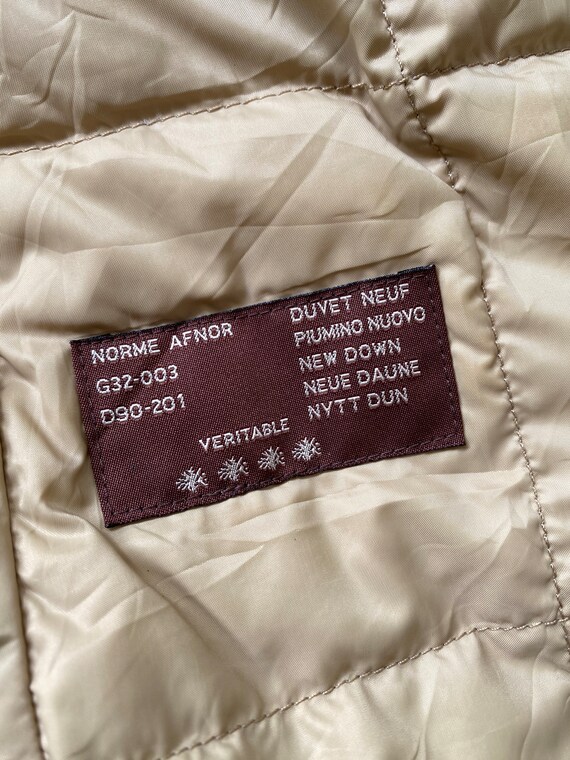 NORME AFNOR
G32-003
D90-201
DUVET NEUF
PIUMINO NUOVO
NEW DOWN
NEUE DAUNE
NYTT DUN
VERITABLE